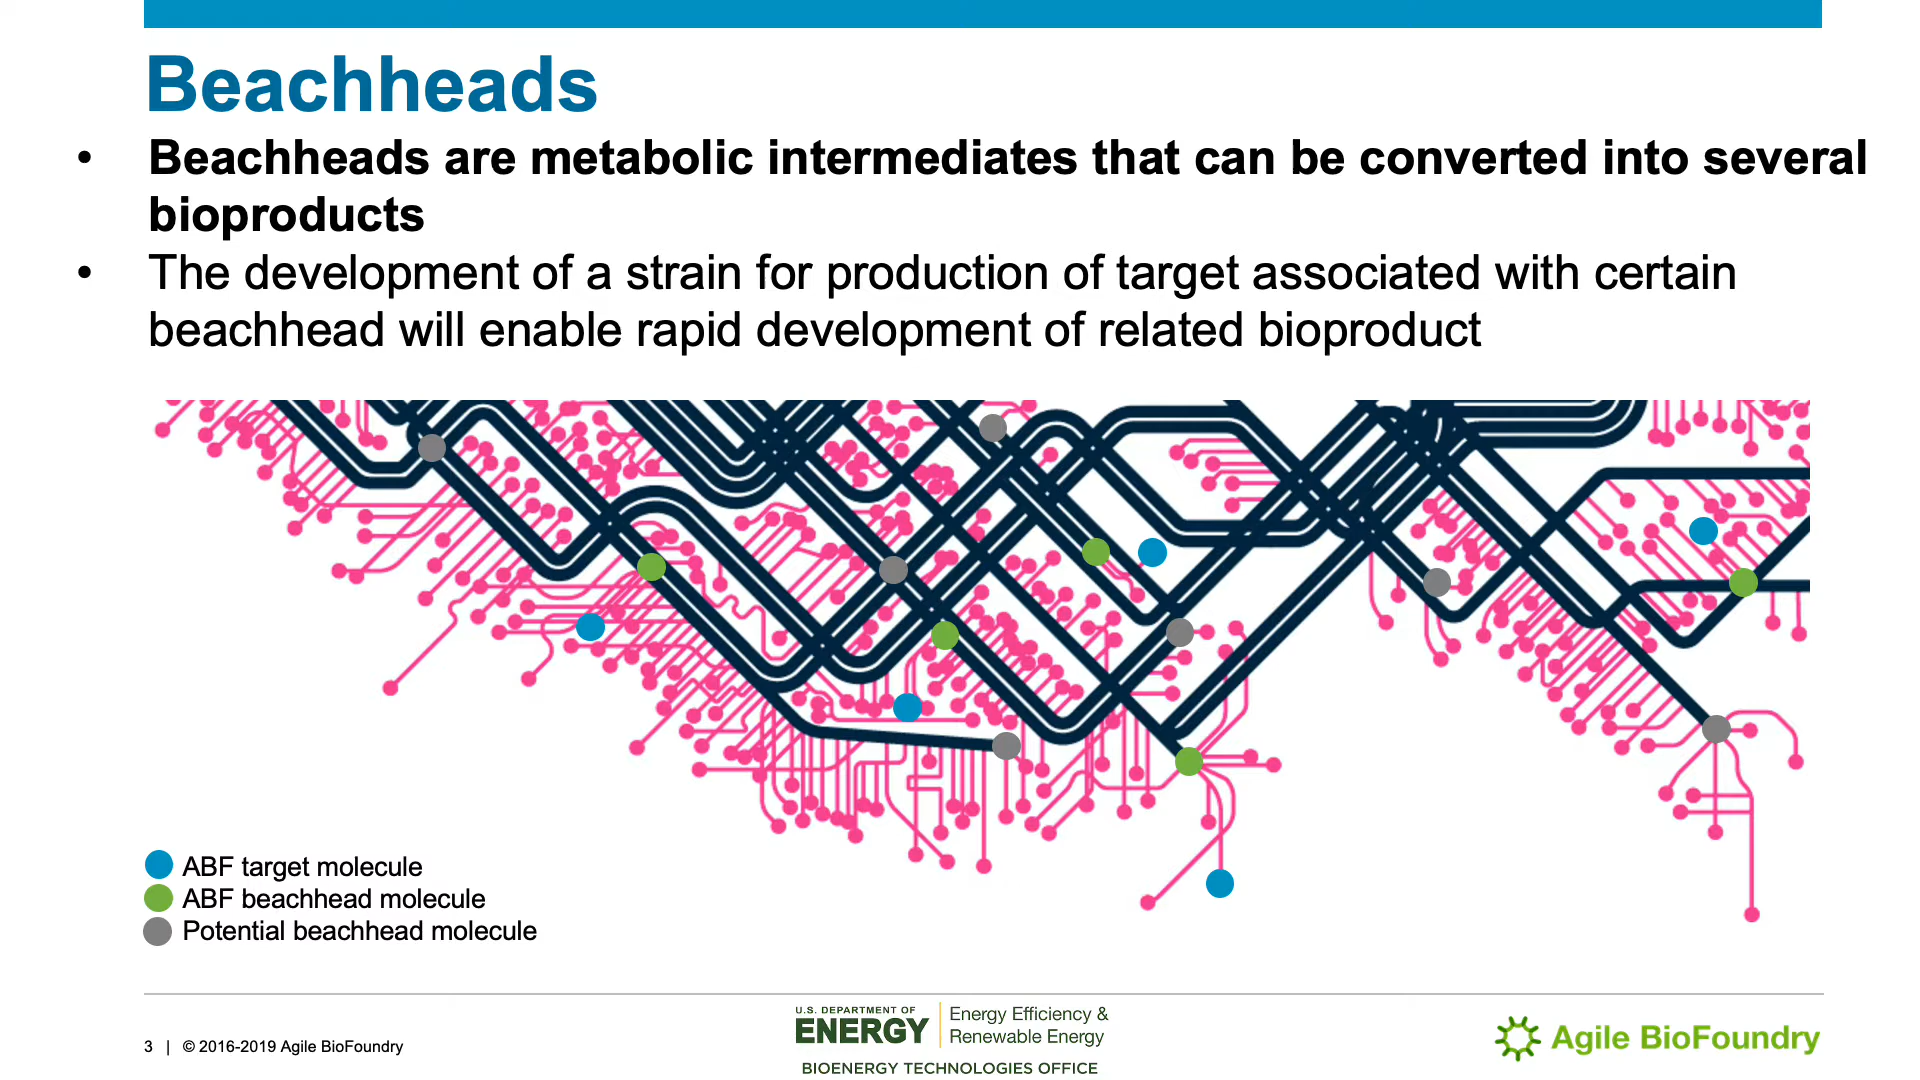 Beachheads
• Beachheads are metabolic intermediates that can be converted into several
bioproducts
• The development of a strain for production of target associated with certain
beachhead will enable rapid development of related bioproduct
ABF target molecule
ABF beachhead molecule
Potential beachhead molecule
3 | © 2016-2019 Agile BioFoundry
U.S. DEPARTMENT OF
ENERGY
Energy Efficiency &
Renewable Energy
BIOENERGY TECHNOLOGIES OFFICE
Agile BioFoundry